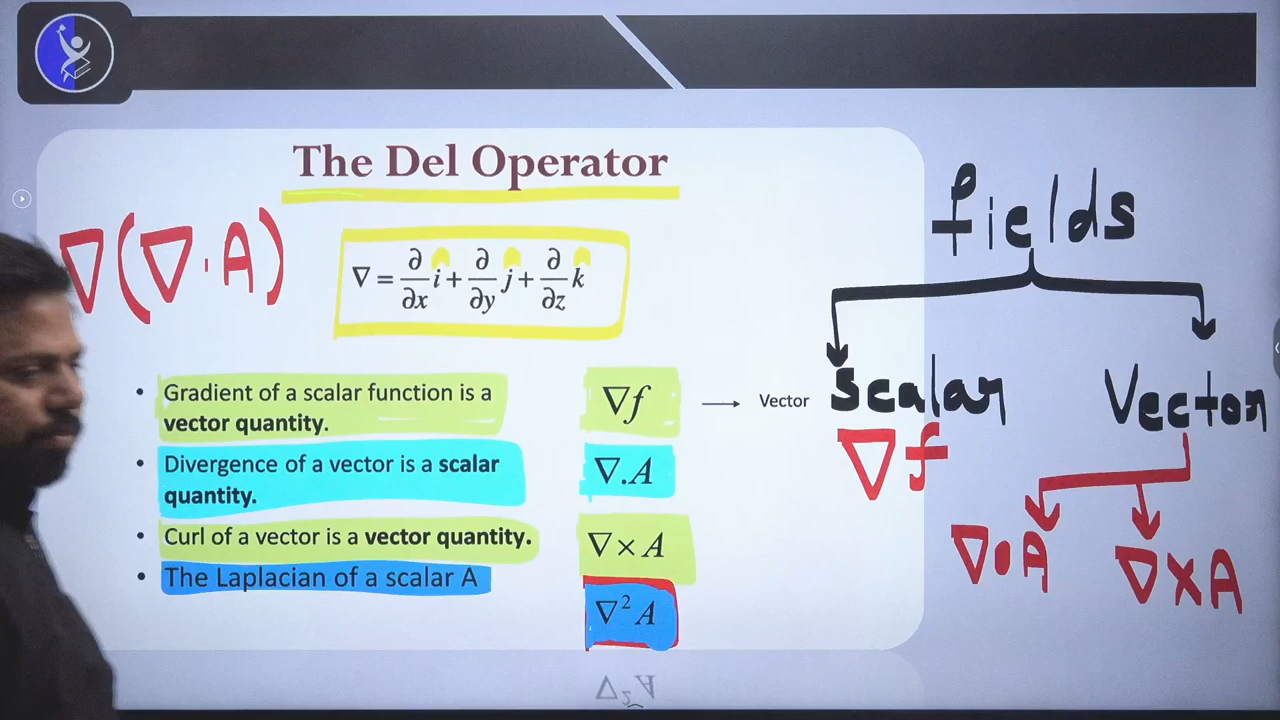 The Del Operator
∇(∇·A)
∇ = ∂/∂x i + ∂/∂y j + ∂/∂z k
• Gradient of a scalar function is a
vector quantity.
∇f → Vector
• Divergence of a vector is a scalar
quantity.
∇.A
• Curl of a vector is a vector quantity.
∇×A
• The Laplacian of a scalar A
∇²A
fields
Scalar
∇f
Vector
∇•A
∇×A
∇²A